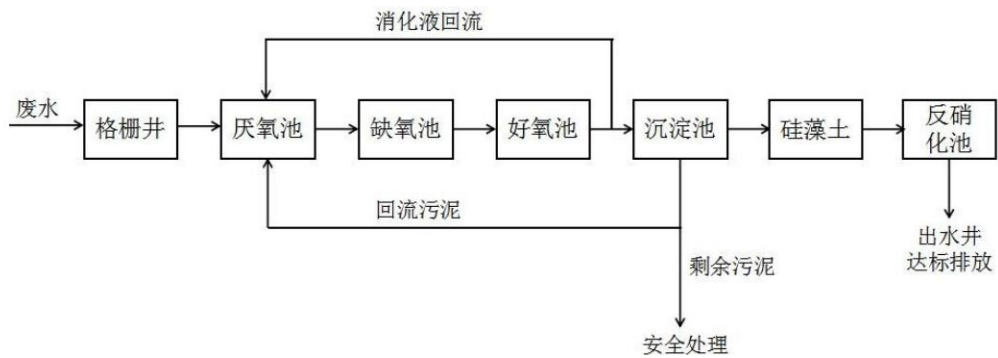 消化液回流
废水
格栅井
厌氧池
缺氧池
好氧池
沉淀池
硅藻土
反硝
化池
回流污泥
剩余污泥
出水井
达标排放
安全处理